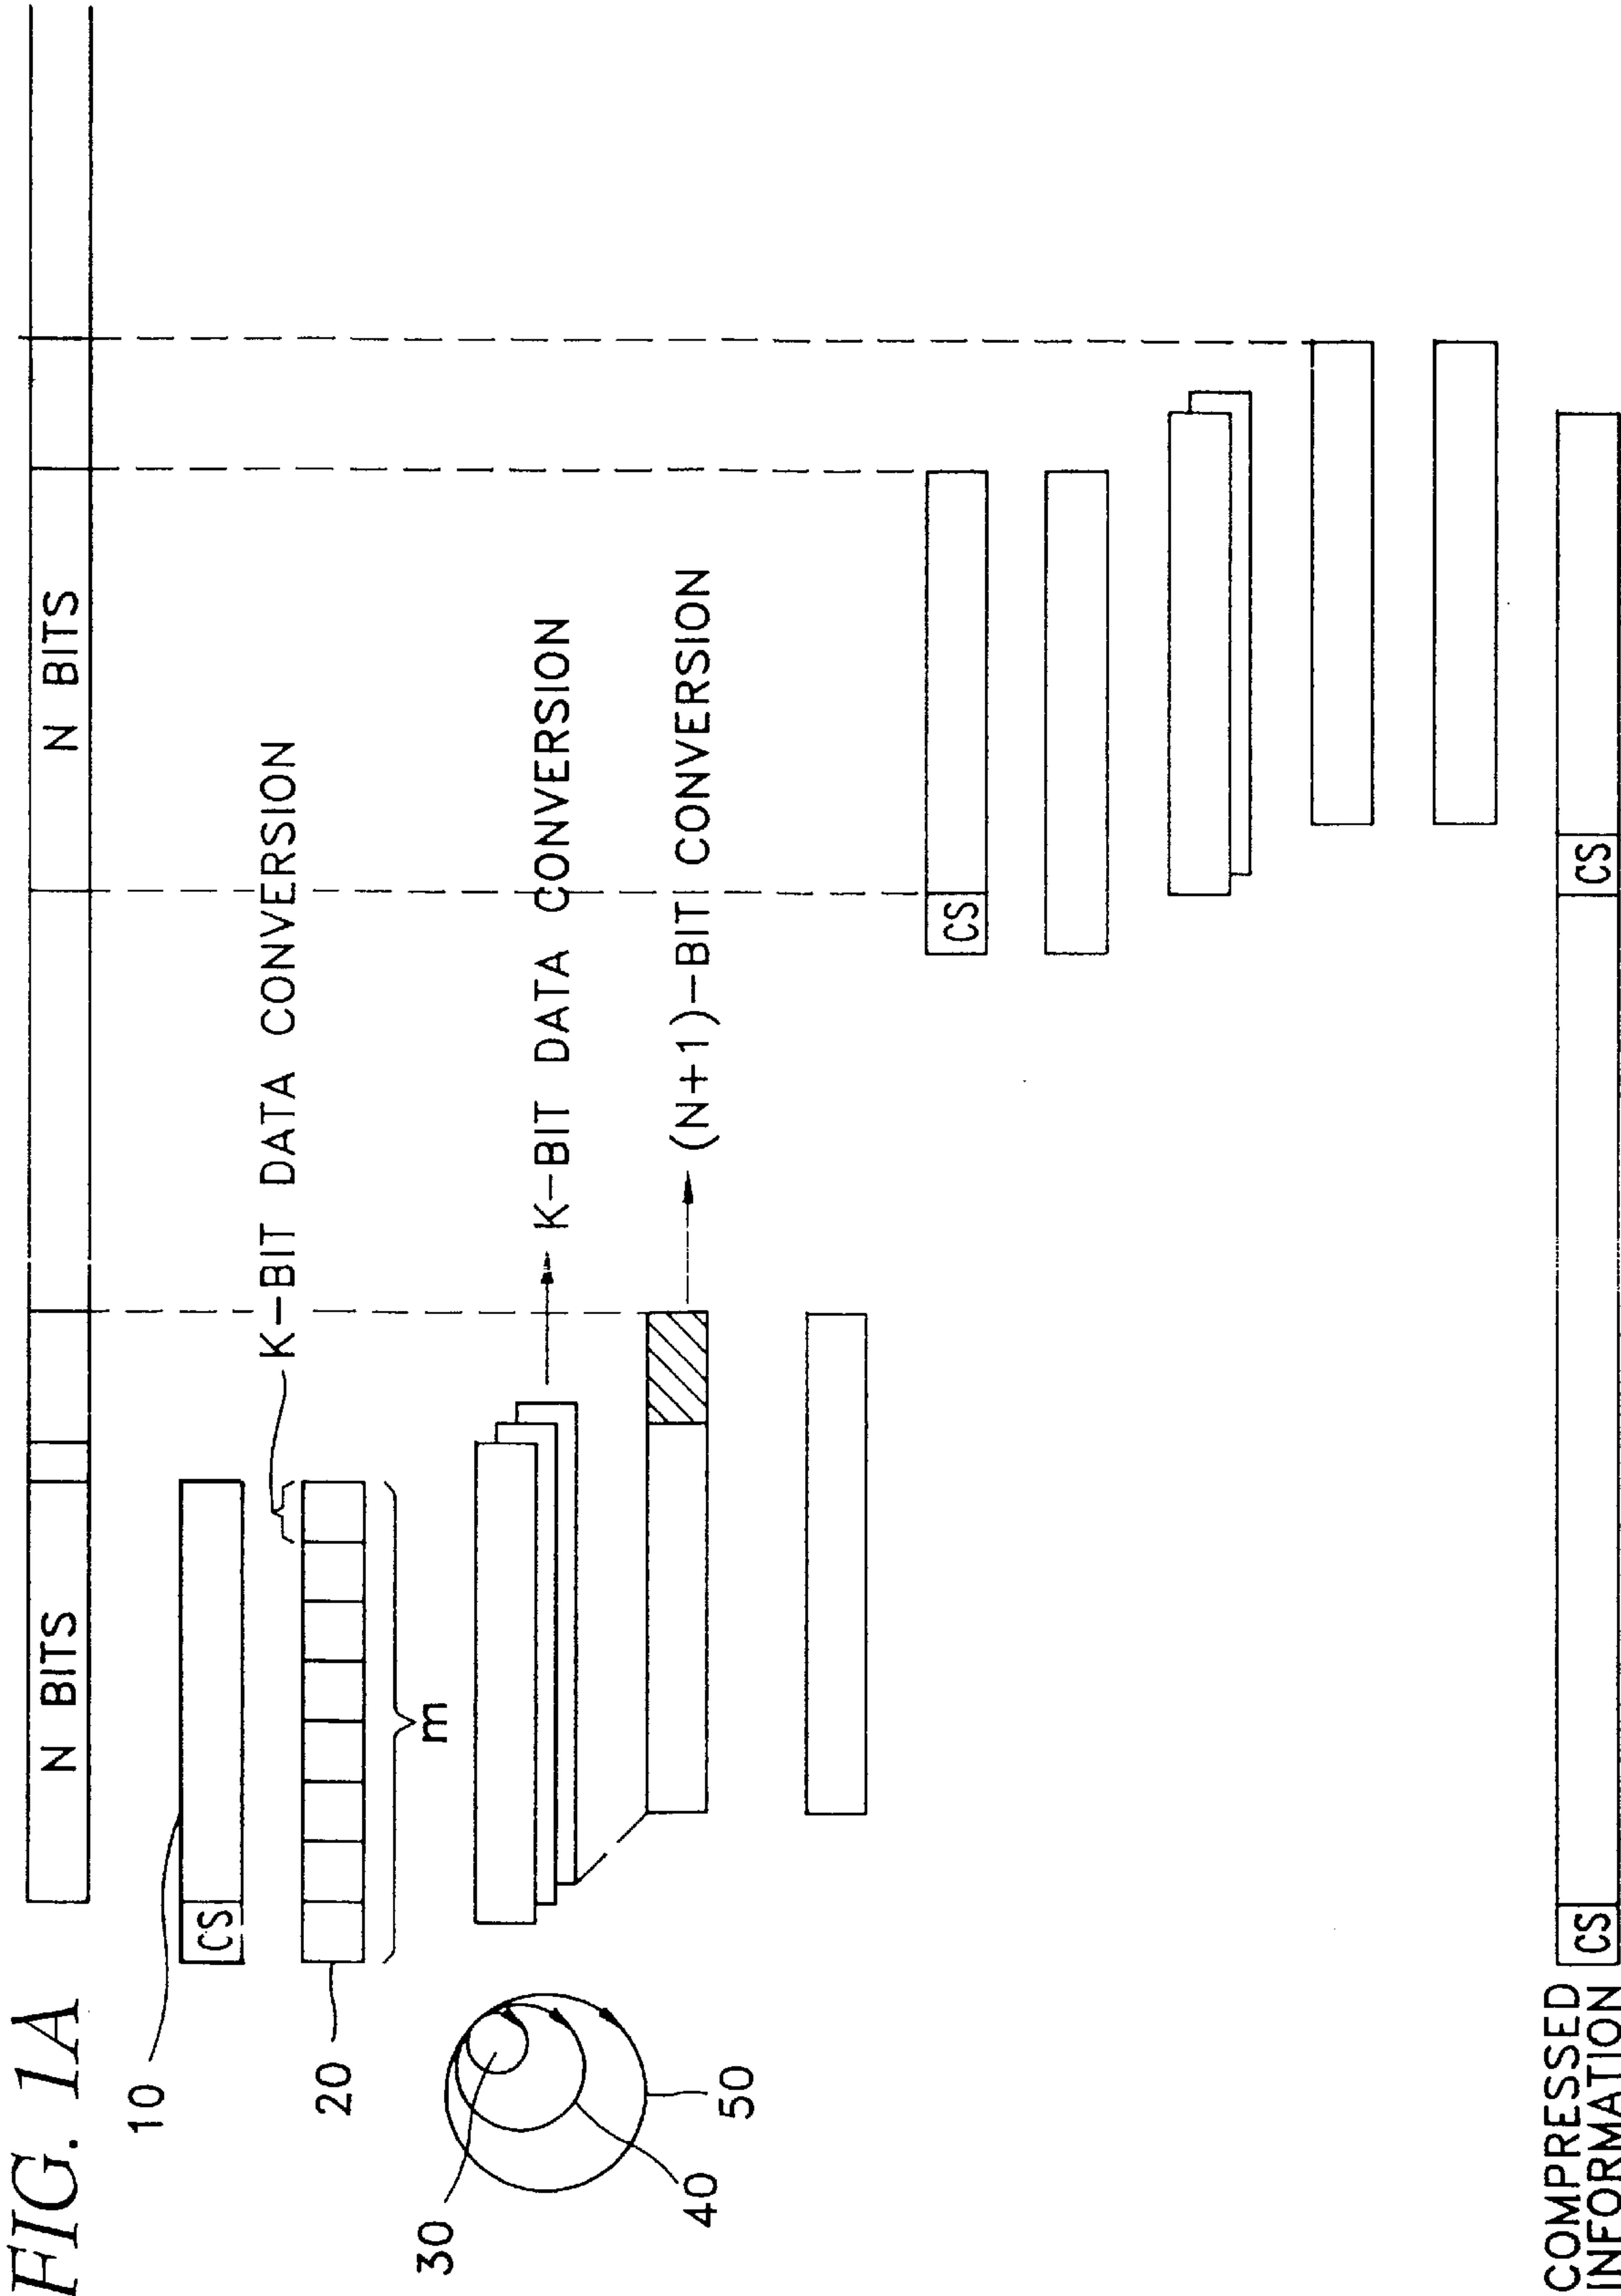 FIG. 1A
N BITS
N BITS
10
CS
K-BIT DATA CONVERSION
20
m
30
40
50
K-BIT DATA CONVERSION
(N+1)-BIT CONVERSION
CS
COMPRESSED
INFORMATION
CS
CS